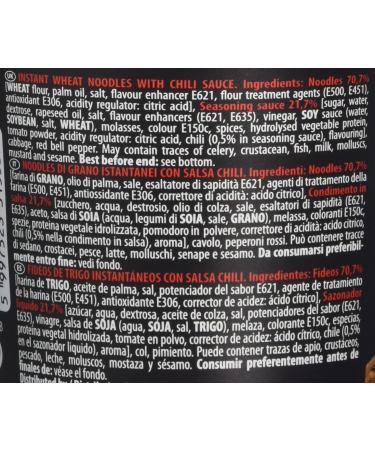 UK INSTANT WHEAT NOODLES WITH CHILI SAUCE. Ingredients: Noodles 70,7%
[WHEAT flour, palm oil, salt, flavour enhancer E621, flour treatment agents (E500, E451),
antioxidant E306, acidity regulator: citric acid], Seasoning sauce 21,7% [sugar, water,
dextrose, rapeseed oil, salt, flavour enhancers (E621, E635), vinegar, SOY sauce (water,
SOYBEAN, salt, WHEAT), molasses, colour E150c, spices, hydrolysed vegetable protein,
tomato powder, acidity regulator: citric acid, chili (0,5% in seasoning sauce), flavouring],
cabbage, red bell pepper. May contain traces of celery, crustacean, fish, milk, molluscs,
mustard and sesame. Best before end: see bottom.
NOODLES DI GRANO ISTANTANEI CON SALSA CHILI. Ingredienti: Noodles 70,7%
[farina di GRANO, olio di palma, sale, esaltatore di sapidità E621, agenti di trattamento della
farina (E500, E451), antiossidante E306, correttore di acidità: acido citrico], Condimento in
salsa 21,7% [zucchero, acqua, destrosio, olio di colza, sale, esaltatori di sapidità (E621,
E635), aceto, salsa di SOIA (acqua, legumi di SOIA, sale, GRANO), melassa, coloranti E150c,
spezie, proteina vegetale idrolizzata, pomodoro in polvere, correttore di acidità: acido citrico,
chili (0,5% nella condimento in salsa), aroma], cavolo, peperoni rossi. Può contenere tracce
di sedano, crostacei, pesce, latte, molluschi, senape e sesamo. Da consumarsi preferibil-
mente entro fine: vedi fondo.
ES FIDEOS DE TRIGO INSTANTÁNEOS CON SALSA CHILI. Ingredientes: Fideos 70,7%
[harina de TRIGO, aceite de palma, sal, potenciador del sabor E621, agente de tratamiento
de la harina (E500, E451), antioxidante E306, corrector de acidez: ácido cítrico], Sazonador
líquido 21,7% [azúcar, agua, dextrosa, aceite de colza, sal, potenciadores del sabor (E621,
E635), vinagre, salsa de SOJA (agua, SOJA, sal, TRIGO), melaza, colorante E150c, especias,
proteína vegetal hidrolizada, tomate en polvo, corrector de acidez: ácido cítrico, chile (0,5%
en el sazonador líquido), aroma], col, pimiento. Puede contener trazas de apio, crustáceos,
pescado, leche, moluscos, mostaza y sésamo. Consumir preferentemente antes de
finales de: véase el fondo.
Distributed by /